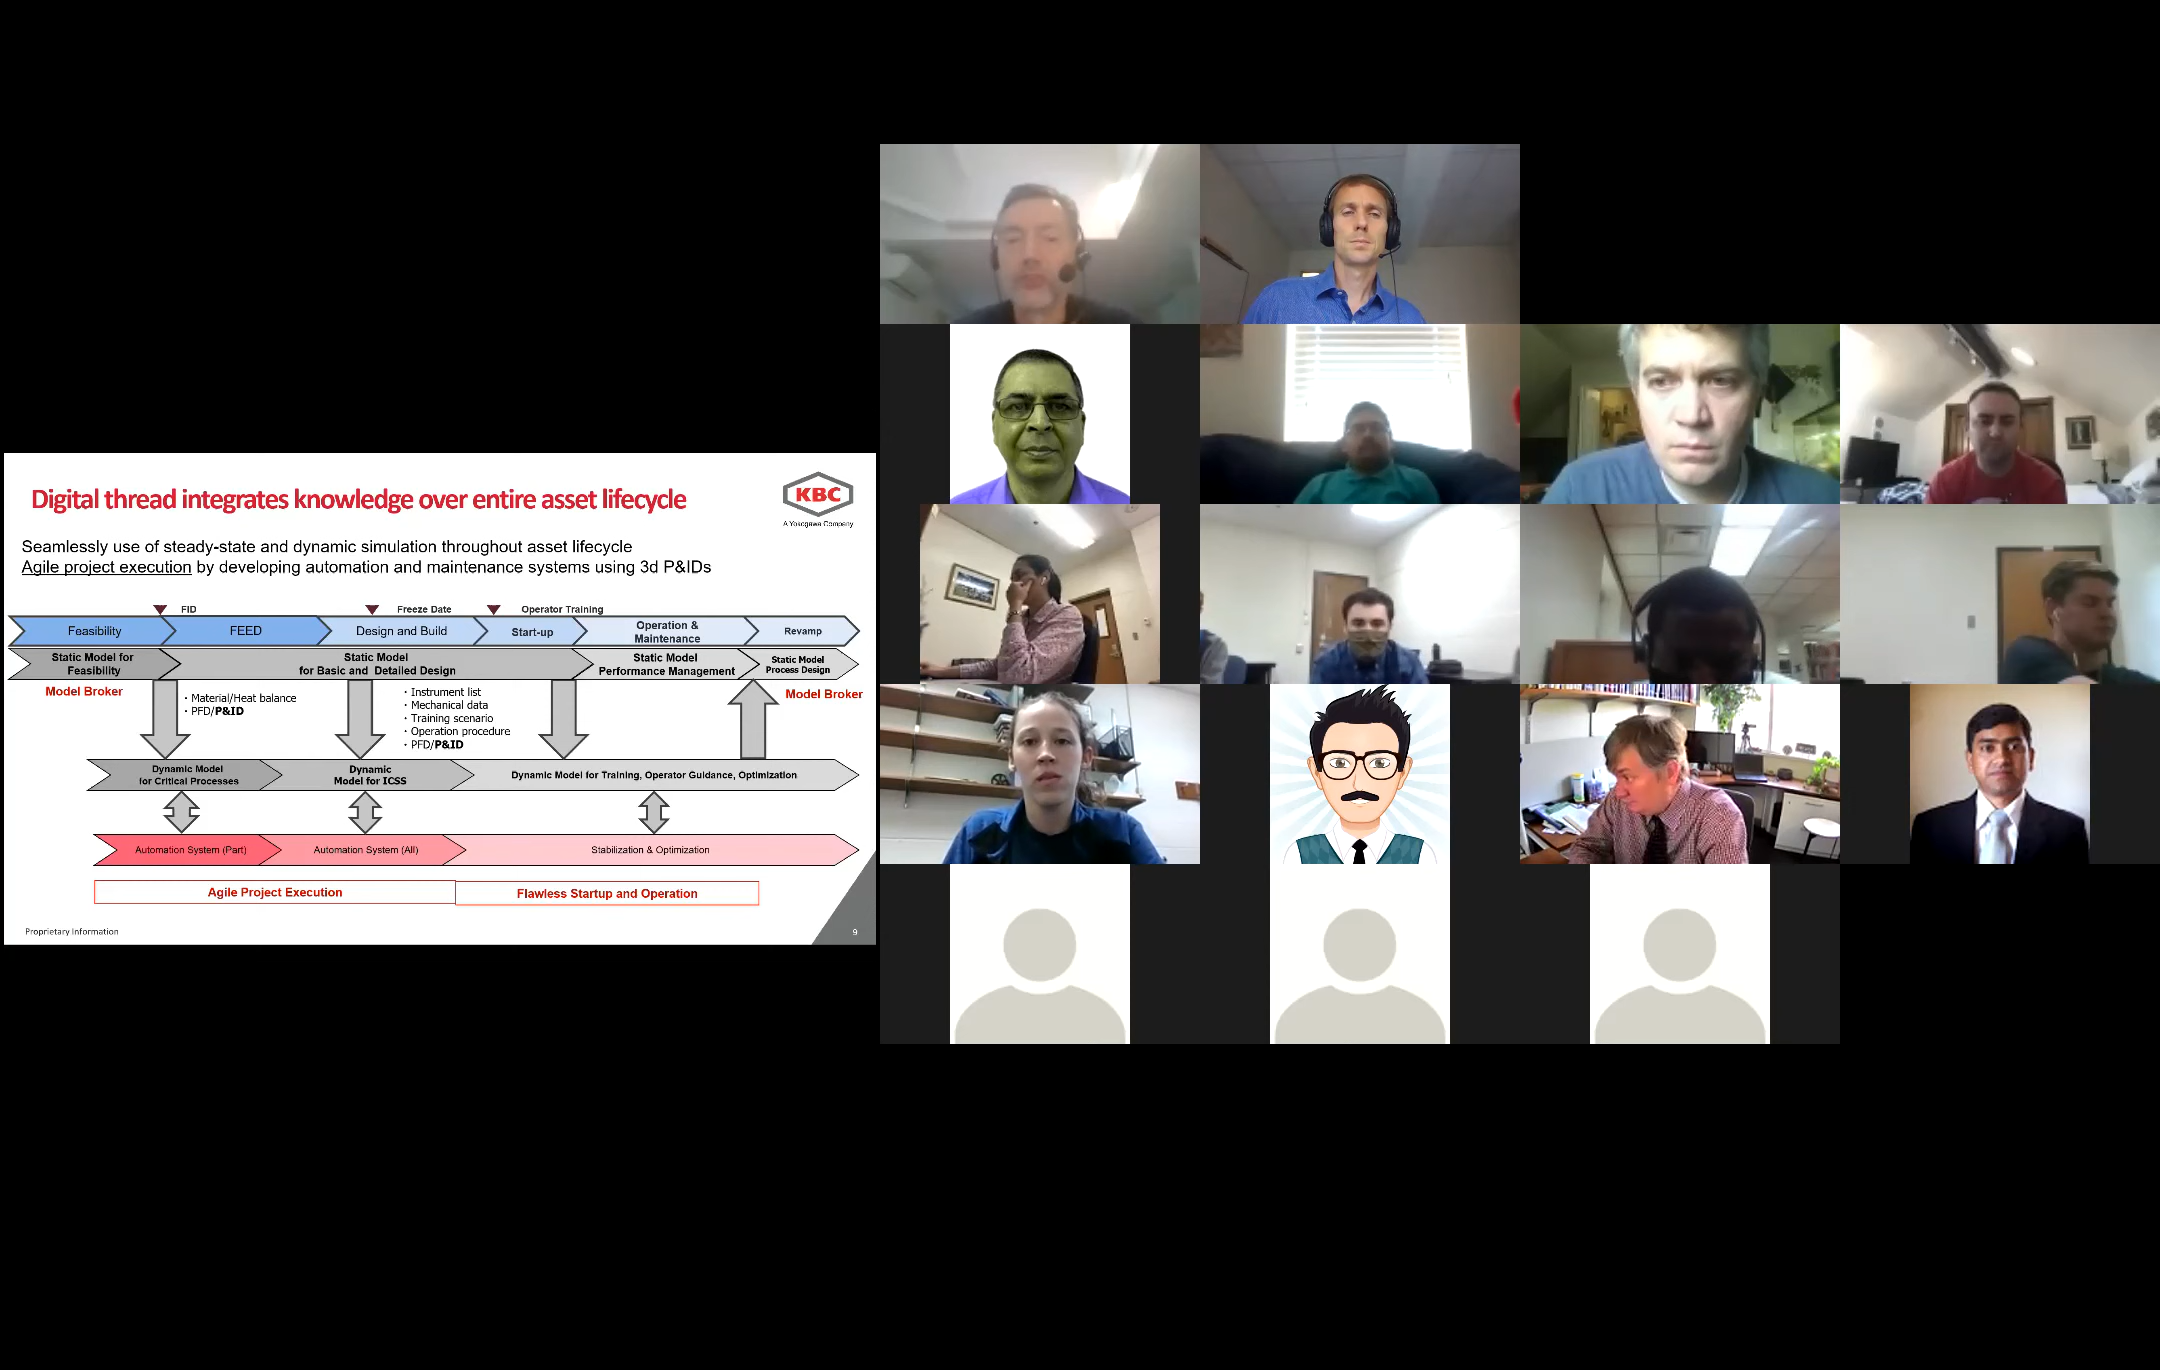 Digital thread integrates knowledge over entire asset lifecycle
KBC
A Yokogawa Company
Seamlessly use of steady-state and dynamic simulation throughout asset lifecycle
Agile project execution by developing automation and maintenance systems using 3d P&IDs
FID
Freeze Date
Operator Training
Feasibility
FEED
Design and Build
Start-up
Operation &
Maintenance
Revamp
Static Model for
Feasibility
Static Model
for Basic and Detailed Design
Static Model
Performance Management
Static Model
Process Design
Model Broker
· Material/Heat balance
· PFD/P&ID
· Instrument list
· Mechanical data
· Training scenario
· Operation procedure
· PFD/P&ID
Model Broker
Dynamic Model
for Critical Processes
Dynamic
Model for ICSS
Dynamic Model for Training, Operator Guidance, Optimization
Automation System (Part)
Automation System (All)
Stabilization & Optimization
Agile Project Execution
Flawless Startup and Operation
Proprietary Information
9